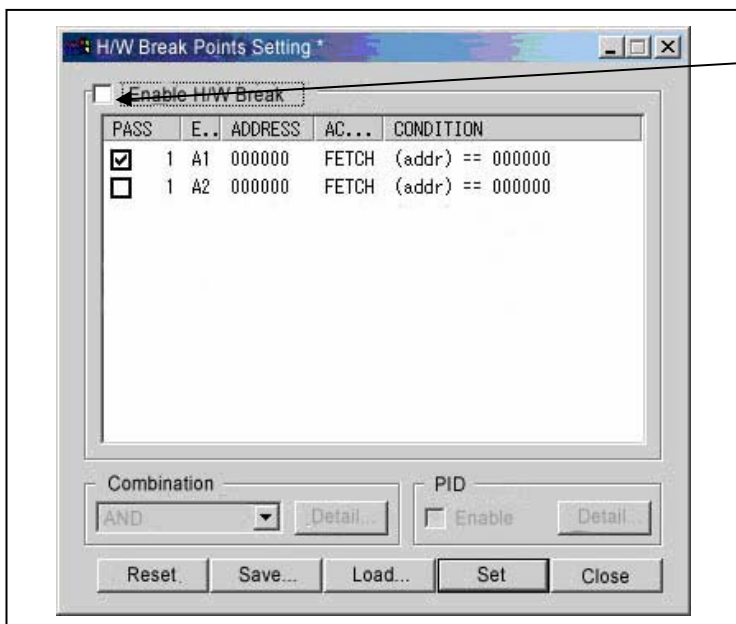 H/W Break Points Setting *
Enable H/W Break
PASS E.. ADDRESS AC... CONDITION
1 A1 000000 FETCH (addr) == 000000
1 A2 000000 FETCH (addr) == 000000
Combination
PID
AND Detail... Enable Detail...
Reset Save... Load... Set Close